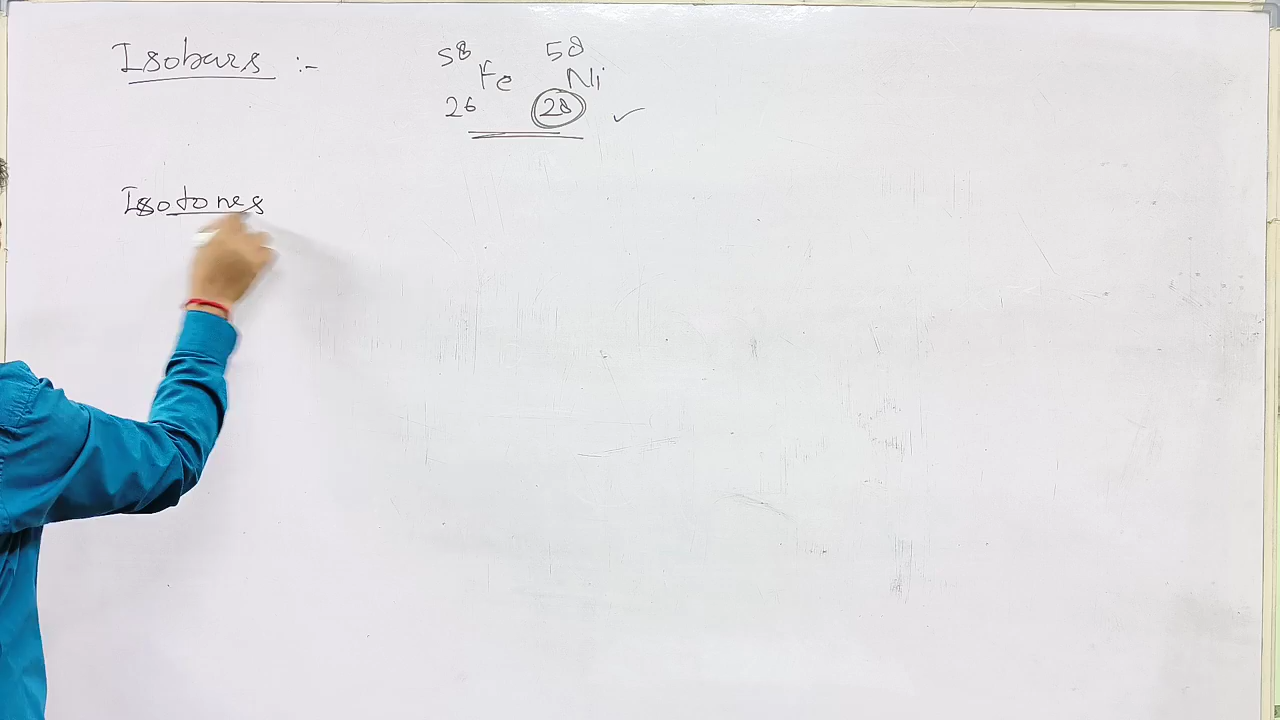 Isobars :-
58 58
Fe Ni
26 28 ✓
Isotones